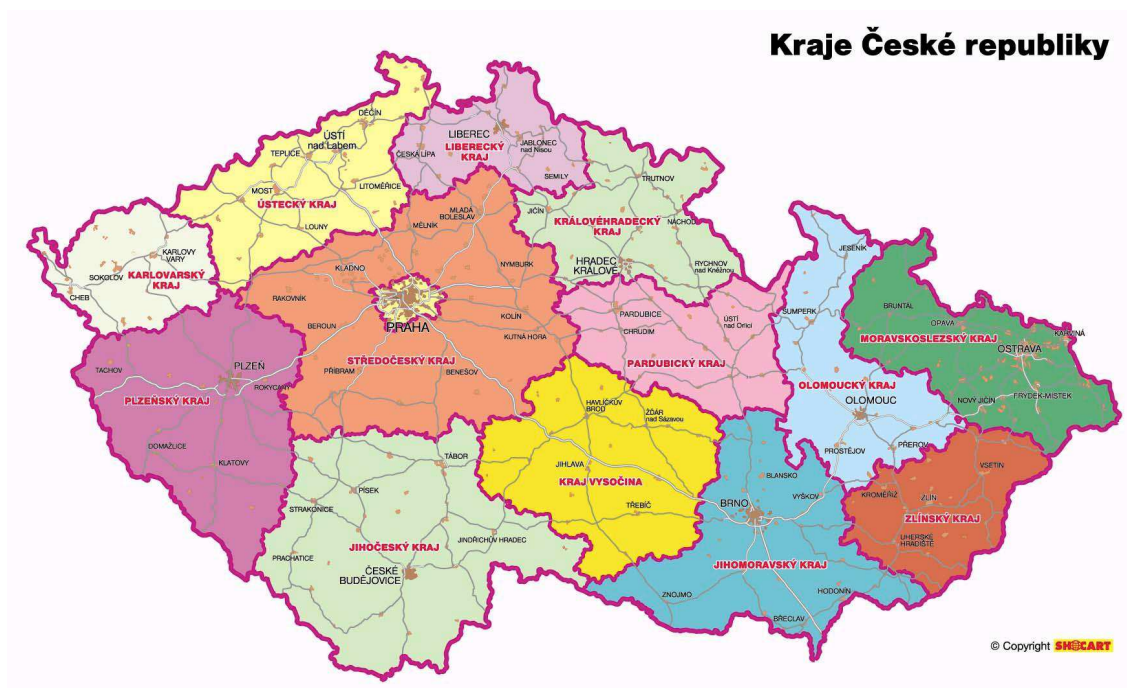 Kraje České republiky
DĚČÍN
ÚSTÍ
nad Labem
TEPLICE
MOST
LITOMĚŘICE
ÚSTECKÝ KRAJ
LOUNY
LIBEREC
LIBERECKÝ
KRAJ
JABLONEC
nad Nisou
ČESKÁ LÍPA
SEMILY
TRUTNOV
JIČÍN
KRÁLOVÉHRADECKÝ
KRAJ
NÁCHOD
HRADEC
KRÁLOVÉ
RYCHNOV
nad Kněžnou
KARLOVY
VARY
SOKOLOV
KARLOVARSKÝ
KRAJ
CHEB
MLADÁ
BOLESLAV
MĚLNÍK
KLADNO
NYMBURK
RAKOVNÍK
PRAHA
KOLÍN
BEROUN
KUTNÁ HORA
STŘEDOČESKÝ KRAJ
PŘÍBRAM
BENEŠOV
PARDUBICE
CHRUDIM
ÚSTÍ
nad Orlicí
PARDUBICKÝ KRAJ
JESENÍK
ŠUMPERK
OLOMOUCKÝ KRAJ
OLOMOUC
PROSTĚJOV
PŘEROV
BRUNTÁL
OPAVA
KARVINÁ
MORAVSKOSLEZSKÝ KRAJ
OSTRAVA
NOVÝ JIČÍN
FRÝDEK-MÍSTEK
TACHOV
PLZEŇ
ROKYCANY
PLZEŇSKÝ KRAJ
DOMAŽLICE
KLATOVY
HAVLÍČKŮV
BROD
ŽĎÁR
nad Sázavou
JIHLAVA
KRAJ VYSOČINA
TŘEBÍČ
TÁBOR
PÍSEK
STRAKONICE
JINDŘICHŮV HRADEC
JIHOČESKÝ KRAJ
PRACHATICE
ČESKÉ
BUDĚJOVICE
BLANSKO
BRNO
VYŠKOV
JIHOMORAVSKÝ KRAJ
ZNOJMO
HODONÍN
BŘECLAV
VSETÍN
KROMĚŘÍŽ
ZLÍN
ZLÍNSKÝ KRAJ
UHERSKÉ
HRADIŠTĚ
© Copyright SHOCART